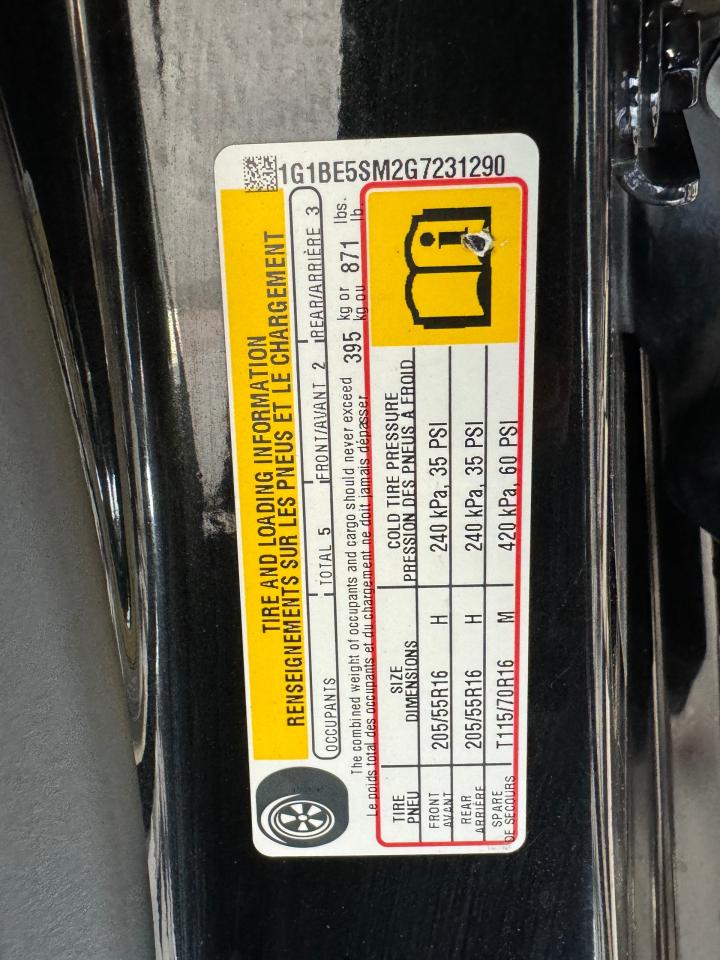 1G1BE5SM2G7231290
TIRE AND LOADING INFORMATION
RENSEIGNEMENTS SUR LES PNEUS ET LE CHARGEMENT
OCCUPANTS TOTAL 5 FRONT/AVANT 2 REAR/ARRIÈRE 3
The combined weight of occupants and cargo should never exceed 395 kg or 871 lbs.
Le poids total des occupants et du chargement ne doit jamais dépasser kg ou lb.
TIRE SIZE COLD TIRE PRESSURE
PNEU DIMENSIONS PRESSION DES PNEUS À FROID
FRONT
AVANT 205/55R16 H 240 kPa, 35 PSI
REAR
ARRIÈRE 205/55R16 H 240 kPa, 35 PSI
SPARE
DE SECOURS T115/70R16 M 420 kPa, 60 PSI